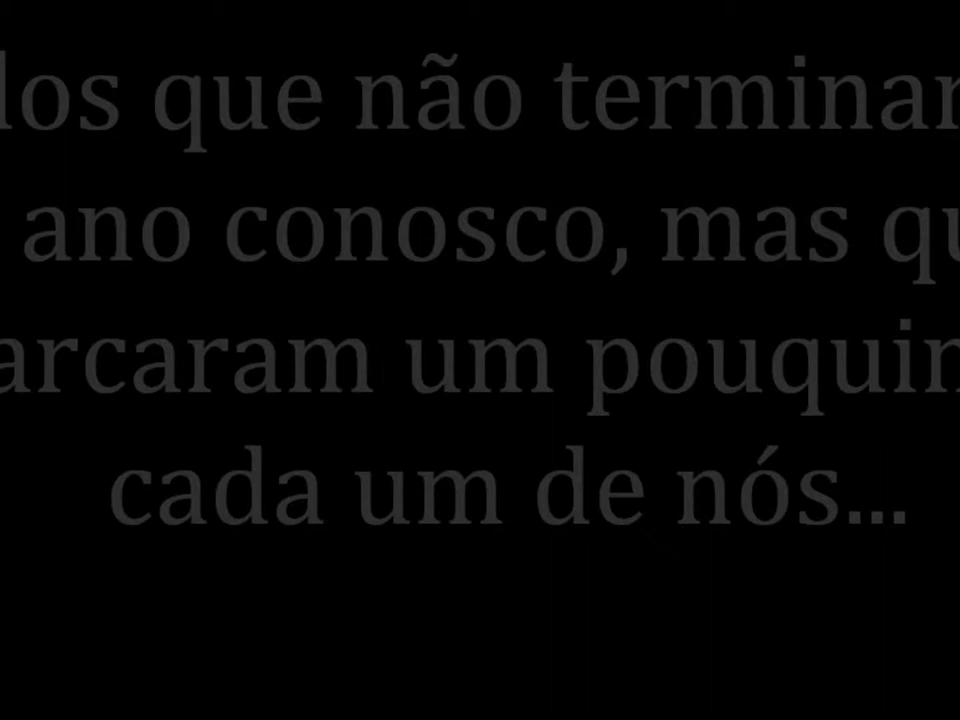 los que não terminar
ano conosco, mas qu
arcaram um pouquin
cada um de nós...